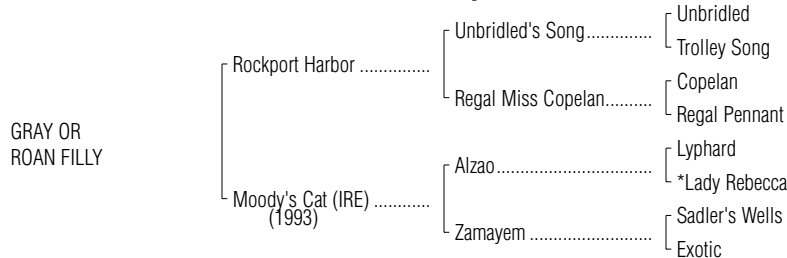 Unbridled
Unbridled's Song..............
Trolley Song
Rockport Harbor ...............
Copelan
Regal Miss Copelan..........
Regal Pennant
GRAY OR
ROAN FILLY
Lyphard
Alzao...........................
*Lady Rebecca
Moody's Cat (IRE) ............
(1993)
Sadler's Wells
Zamayem .....................
Exotic